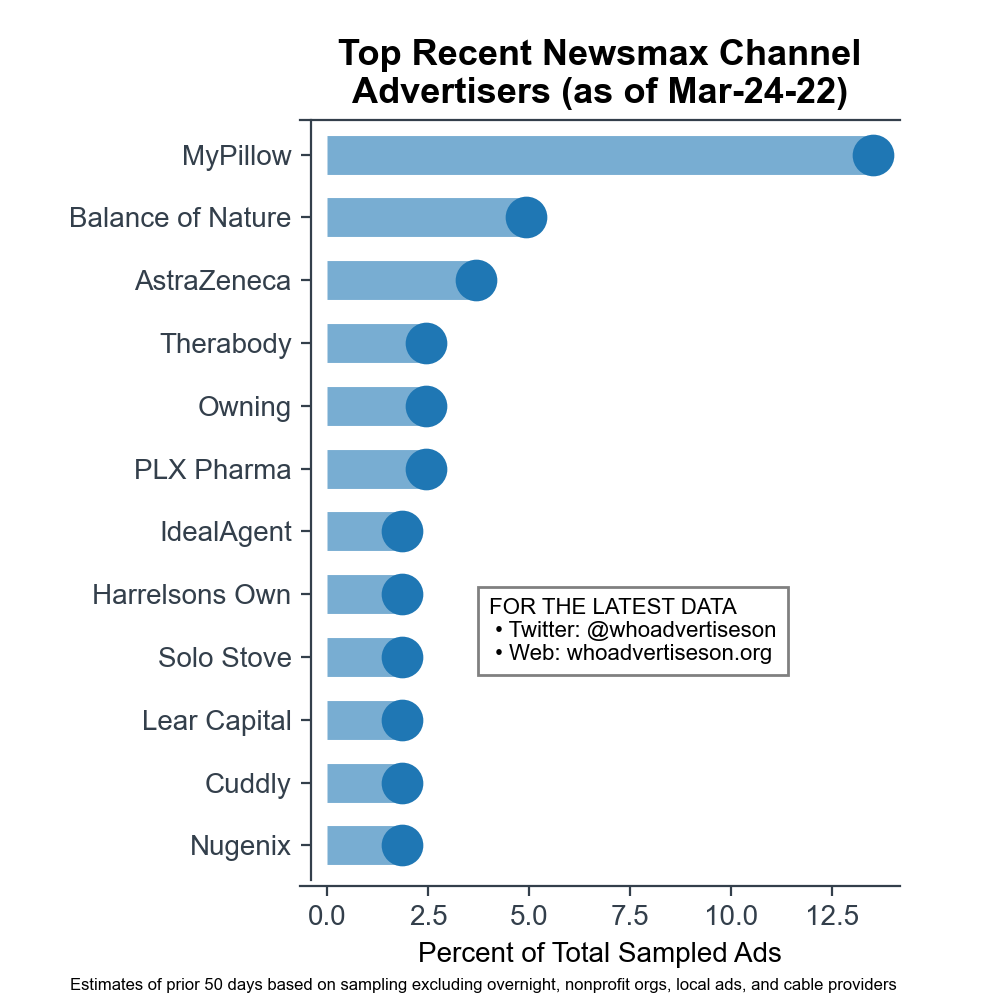 Top Recent Newsmax Channel
Advertisers (as of Mar-24-22)
MyPillow
Balance of Nature
AstraZeneca
Therabody
Owning
PLX Pharma
IdealAgent
Harrelsons Own
Solo Stove
Lear Capital
Cuddly
Nugenix
FOR THE LATEST DATA
• Twitter: @whoadvertiseson
• Web: whoadvertiseson.org
0.0 2.5 5.0 7.5 10.0 12.5
Percent of Total Sampled Ads
Estimates of prior 50 days based on sampling excluding overnight, nonprofit orgs, local ads, and cable providers